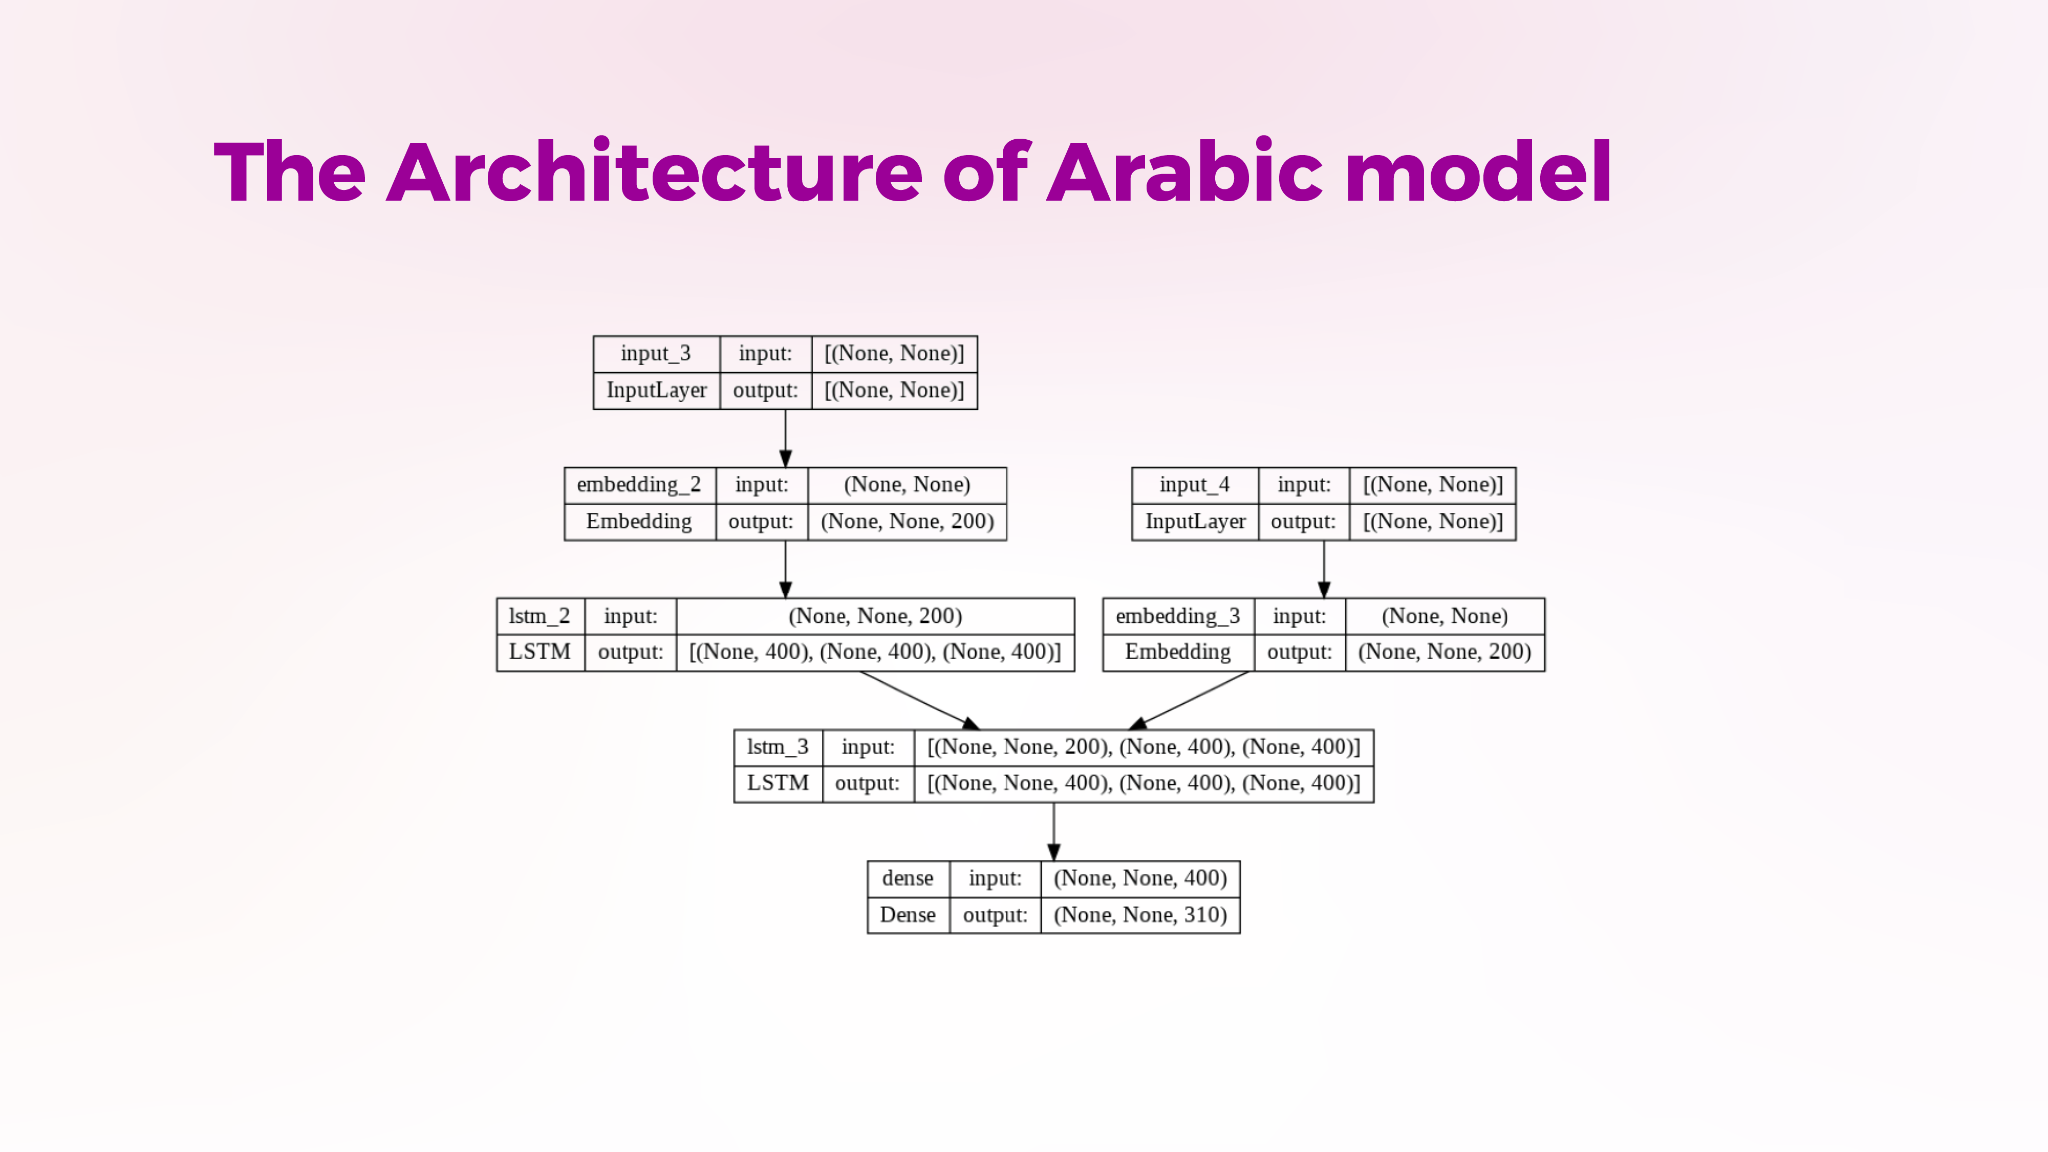 The Architecture of Arabic model
input_3 input: [(None, None)]
InputLayer output: [(None, None)]
embedding_2 input: (None, None)
Embedding output: (None, None, 200)
input_4 input: [(None, None)]
InputLayer output: [(None, None)]
lstm_2 input: (None, None, 200)
LSTM output: [(None, 400), (None, 400), (None, 400)]
embedding_3 input: (None, None)
Embedding output: (None, None, 200)
lstm_3 input: [(None, None, 200), (None, 400), (None, 400)]
LSTM output: [(None, None, 400), (None, 400), (None, 400)]
dense input: (None, None, 400)
Dense output: (None, None, 310)